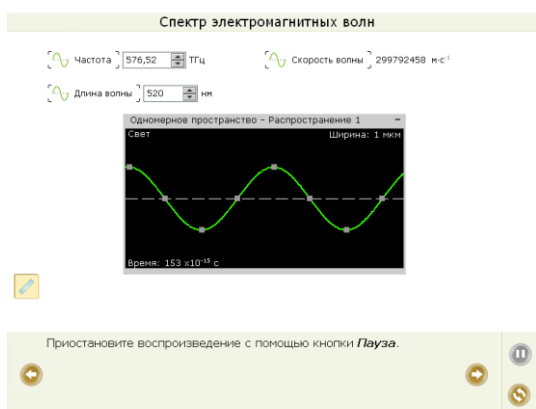 Спектр электромагнитных волн
Частота 576,52 ТГц Скорость волны 299792458 м·с⁻¹
Длина волны 520 нм
Одномерное пространство – Распространение 1
Свет Ширина: 1 мкм
Время: 153 x10⁻¹⁵ с
Приостановите воспроизведение с помощью кнопки Пауза.